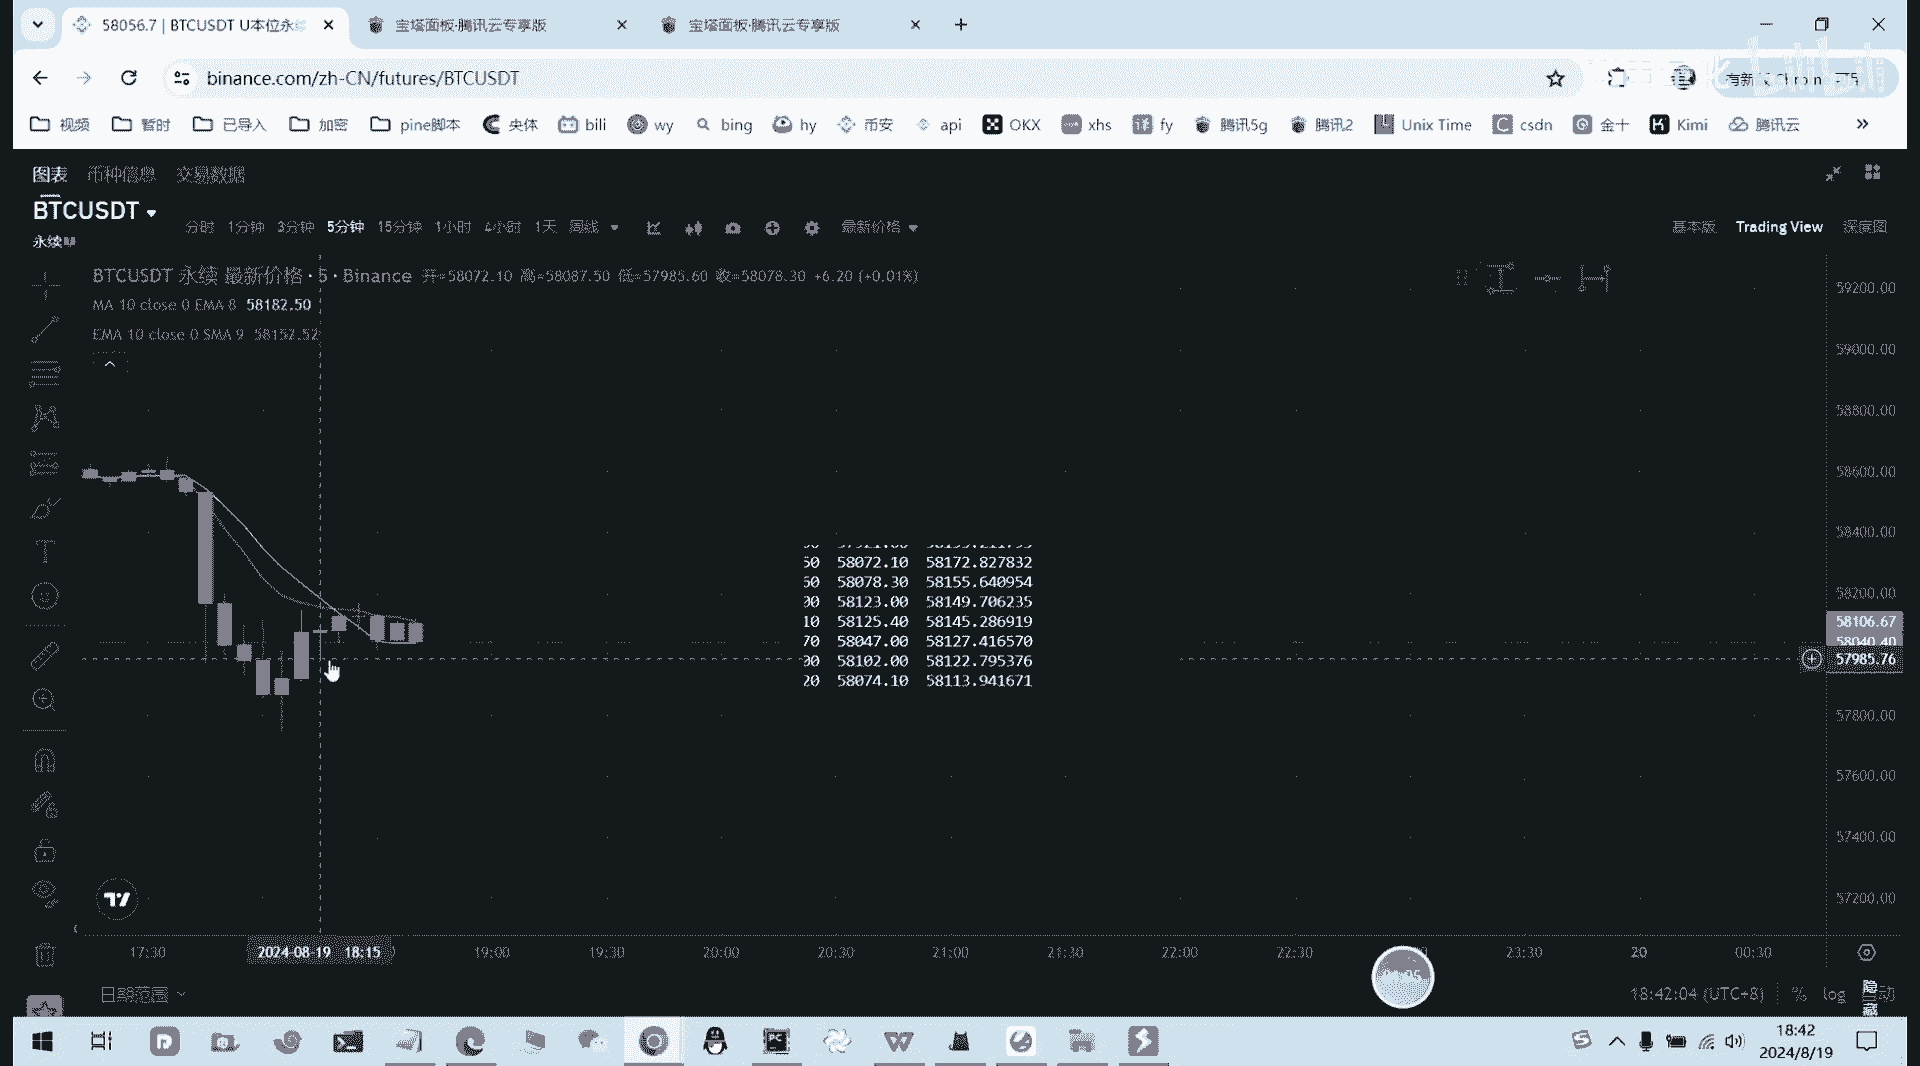 58056.7 | BTCUSDT U本位永
宝塔面板·腾讯云专享版
宝塔面板·腾讯云专享版
binance.com/zh-CN/futures/BTCUSDT
视频 暂时 已导入 加密 pine脚本 央体 bili wy bing hy 币安 api OKX xhs fy 腾讯5g 腾讯2 Unix Time csdn 金十 Kimi 腾讯云
图表 币种信息 交易数据
BTCUSDT
永续
分时 1分钟 3分钟 5分钟 15分钟 1小时 4小时 1天 周线 最新价格 基本版 Trading View 深度图
BTCUSDT 永续 最新价格 · 5 · Binance 开=58072.10 高=58087.50 低=57985.60 收=58078.30 +6.20 (+0.01%)
MA 10 close 0 EMA 8 58182.50
EMA 10 close 0 SMA 9 58152.52
59200.00
59000.00
58800.00
58600.00
58400.00
58200.00
58106.67
58040.40
57985.76
57800.00
57600.00
57400.00
57200.00
50 58072.10 58172.827832
50 58078.30 58155.640954
00 58123.00 58149.706235
10 58125.40 58145.286919
70 58047.00 58127.416570
00 58102.00 58122.795376
20 58074.10 58113.941671
17:30 2024-08-19 18:15 19:00 19:30 20:00 20:30 21:00 21:30 22:00 22:30 23:30 20 00:30
日期范围 18:42:04 (UTC+8) % log 自动
隐藏
18:42
2024/8/19